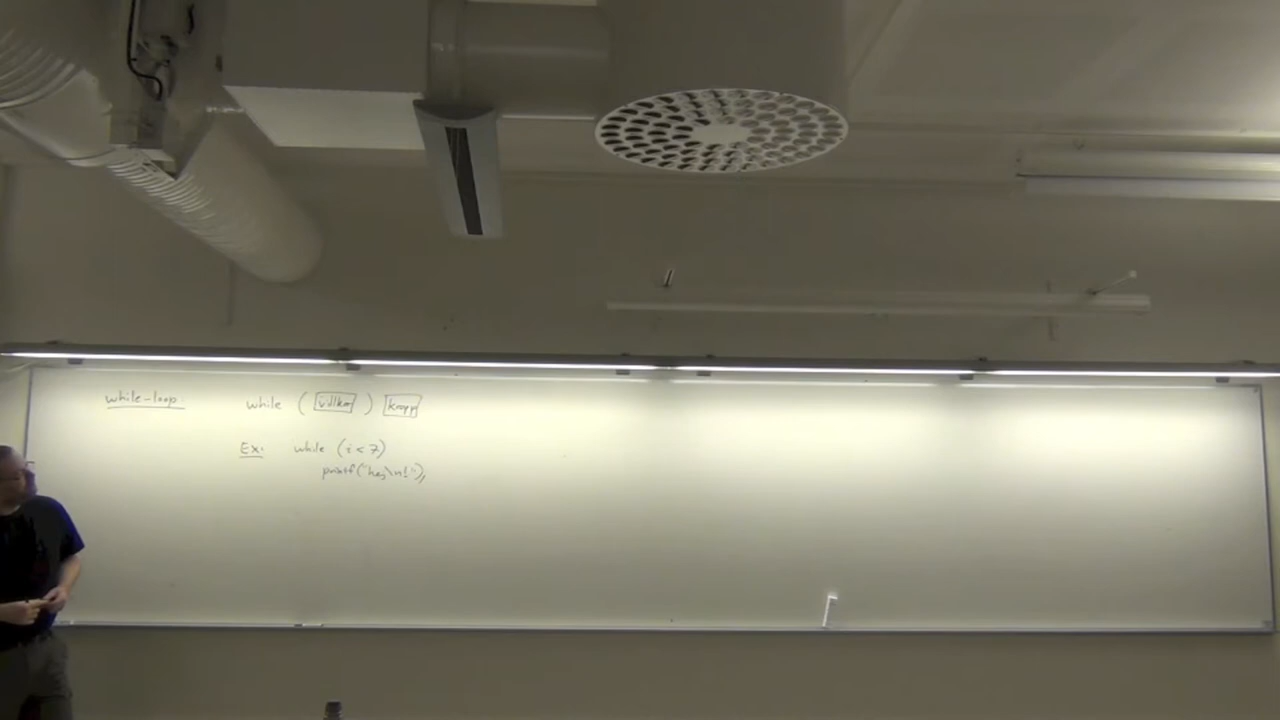 while-loop: while ( villkor ) kropp
Ex: while (i < 7)
printf("hej\n!");